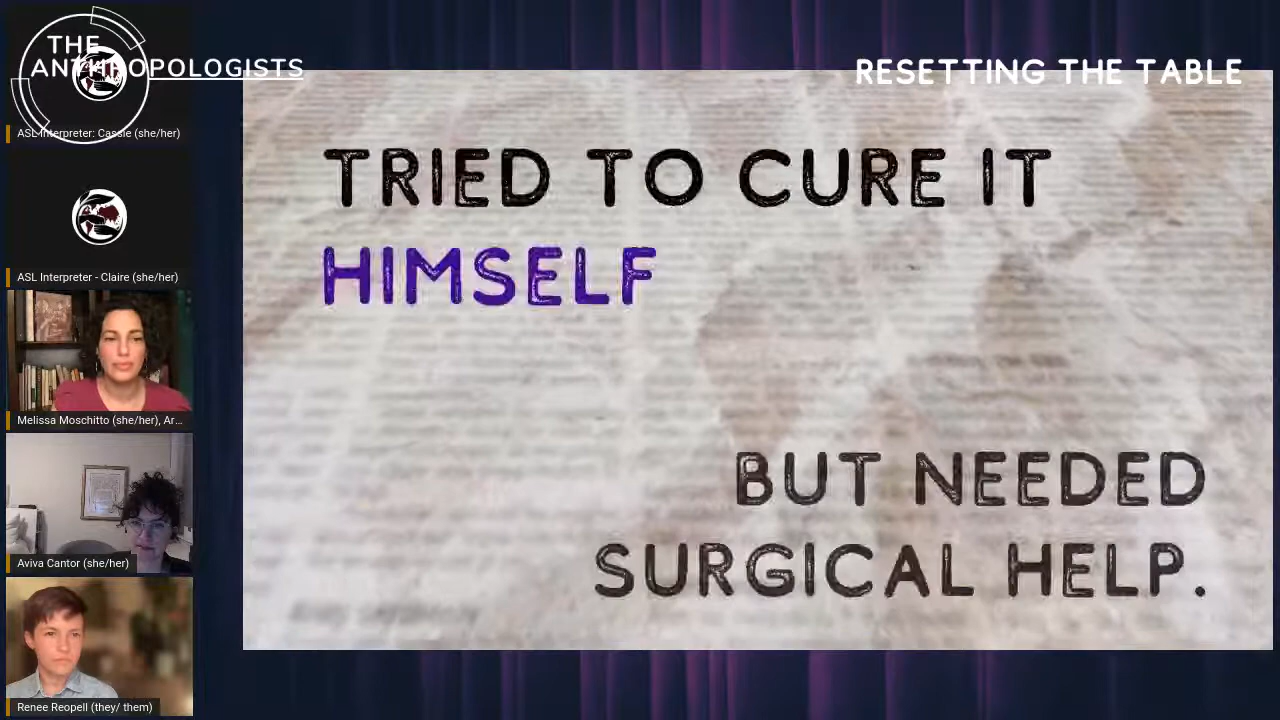 THE
ANTHROPOLOGISTS
RESETTING THE TABLE
ASL Interpreter: Cassie (she/her)
ASL Interpreter - Claire (she/her)
Melissa Moschitto (she/her), Ar...
Aviva Cantor (she/her)
Renee Reopell (they/ them)
TRIED TO CURE IT
HIMSELF
BUT NEEDED
SURGICAL HELP.